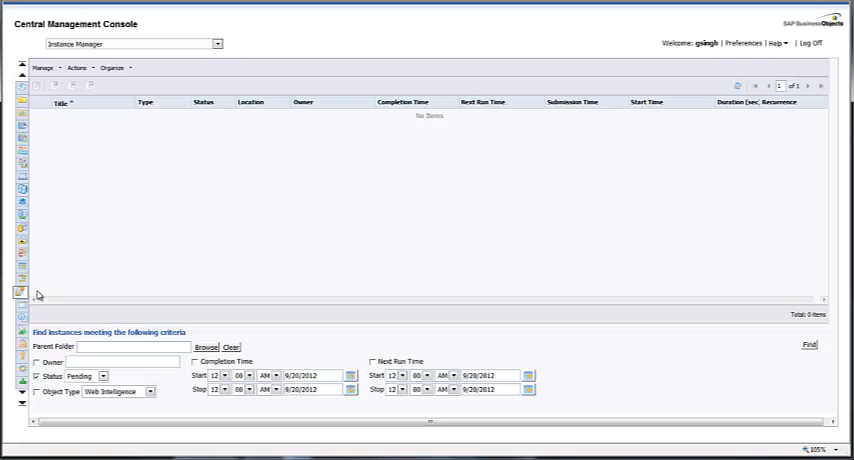 Central Management Console
SAP BusinessObjects
Instance Manager
Welcome: gsingh | Preferences | Help | Log Off
Manage Actions Organize
1 of 1
Title Type Status Location Owner Completion Time Next Run Time Submission Time Start Time Duration (sec Recurrence
No Items
Total: 0 items
Find instances meeting the following criteria
Parent Folder Browse Clear Find
Owner Completion Time Next Run Time
Status Pending Start 12 00 AM 9/20/2012 Start 12 00 AM 9/20/2012
Object Type Web Intelligence Stop 12 00 AM 9/20/2012 Stop 12 00 AM 9/20/2012
105%